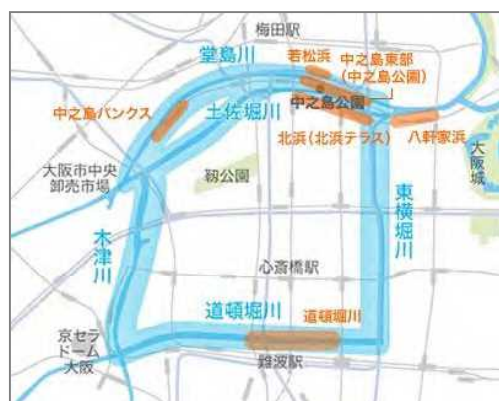 梅田駅
堂島川
若松浜
中之島東部
(中之島公園)
中之島公園
中之島バンクス
土佐堀川
北浜(北浜テラス)
八軒家浜
大阪市中央
卸売市場
靭公園
大阪城
東横堀川
木津川
心斎橋駅
道頓堀川
道頓堀川
京セラ
ドーム
大阪
難波駅